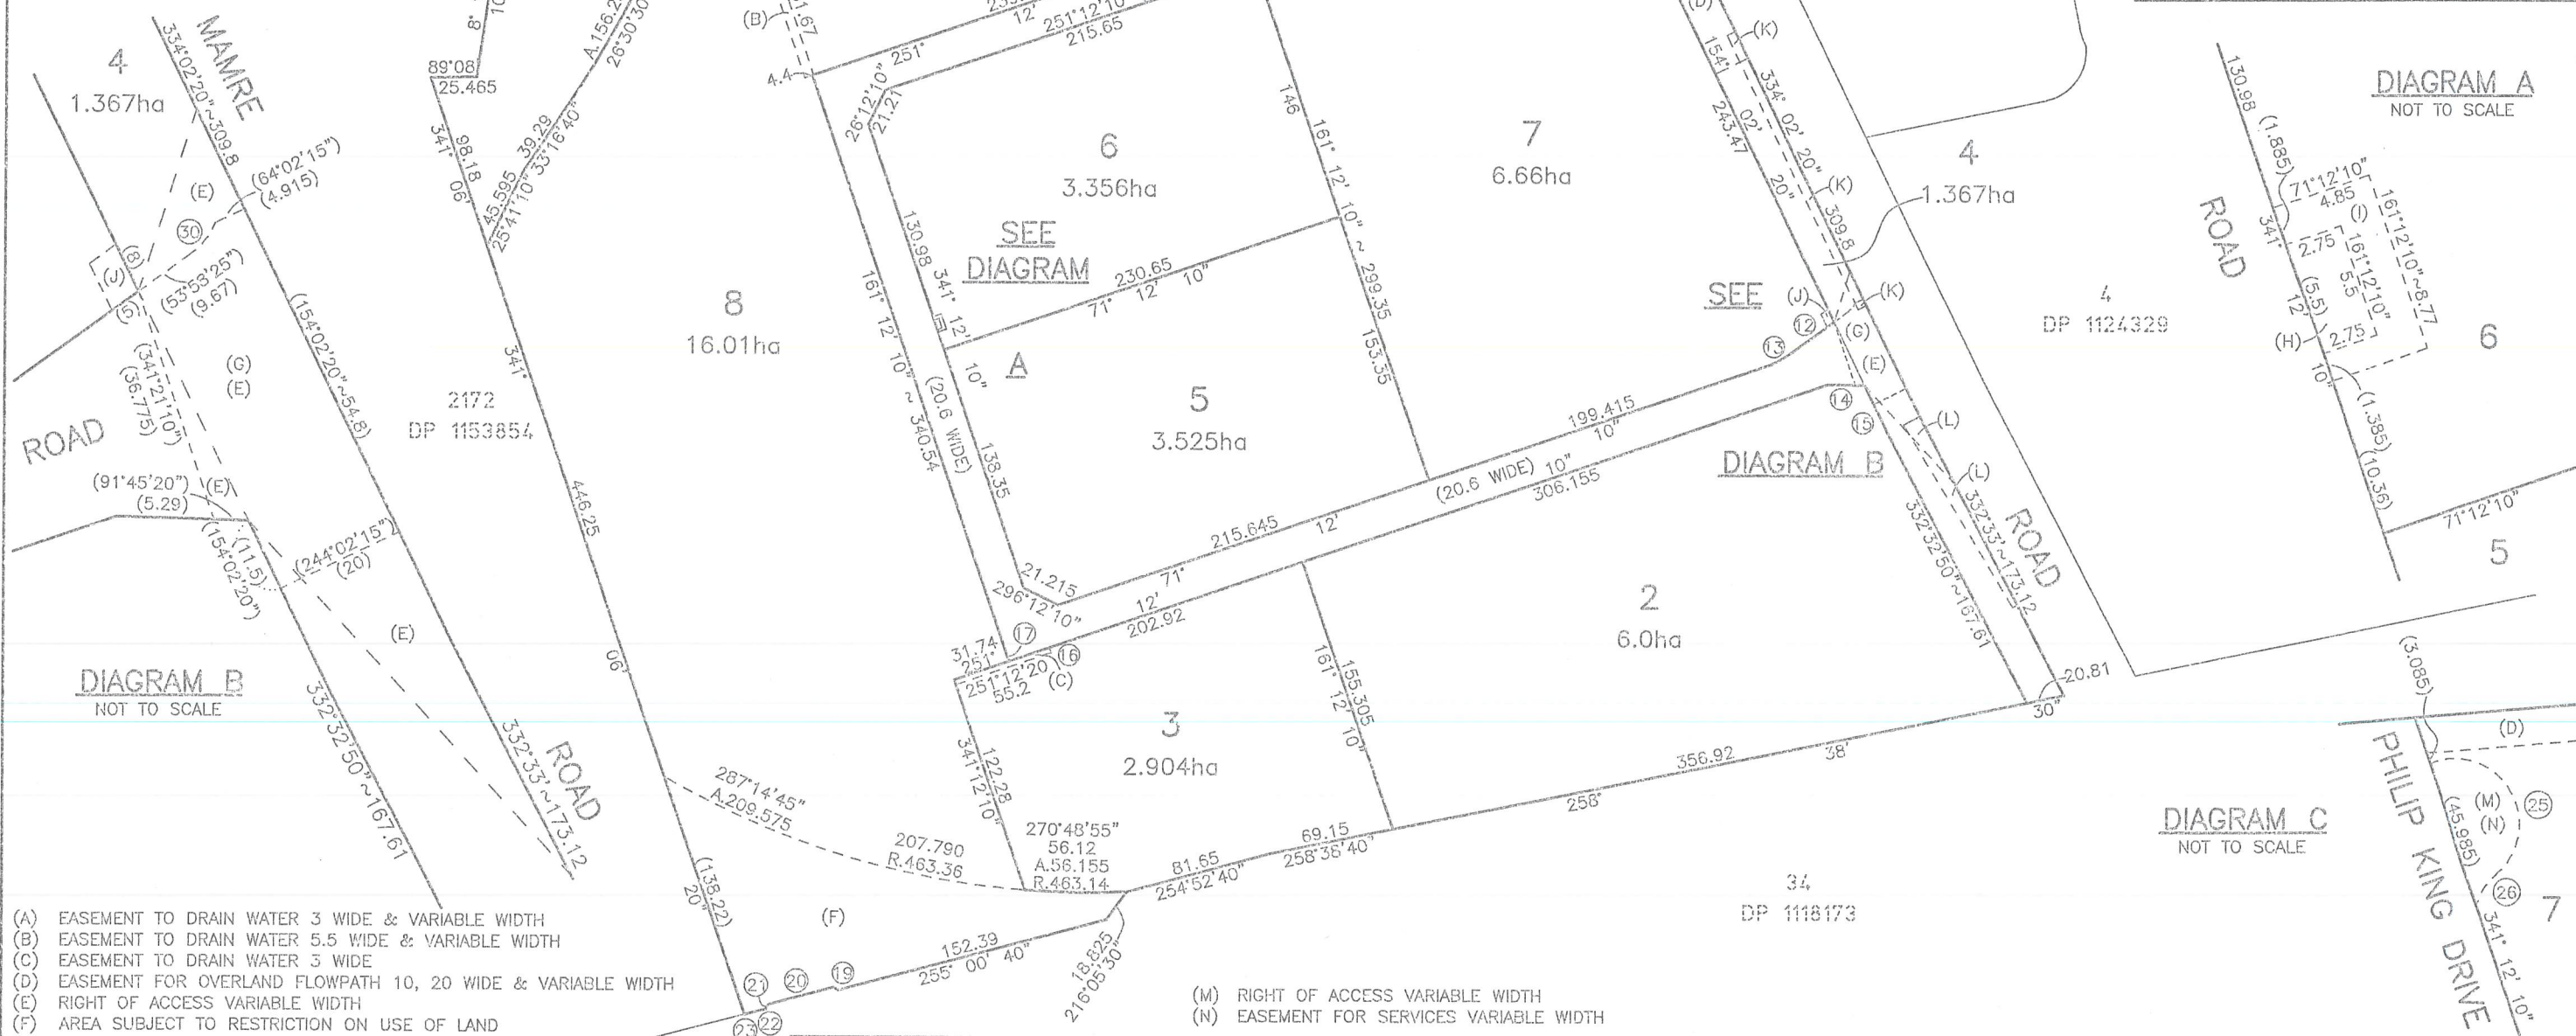 4
1.367ha
MAMRE
334°02'20"~309.8
(64°02'15")
(4.915)
(E)
30
(J)
(8)
(5)
(53°58'25")
(9.67)
(G)
(E)
(341°21'10")
(36.775)
(154°02'20"~54.8)
ROAD
(91°45'20")
(5.29)
(E)
(11.5)
(154°02'20")
(244°02'15")
(20)
(E)
DIAGRAM B
NOT TO SCALE
332°32'50"~167.61
332°33'~173.12
ROAD
89°08'
25.465
8°
A.156.2
26°30'30"
98.18
341°
06'
39.29
33°16'40"
45.595
25°41'10"
2172
DP 1153854
341°
446.25
06'
(138.22)
20"
8
16.01ha
(B)
4.4
1.67
251°
12'
251°12'10"
215.65
26°12'10"
21.21
6
3.356ha
SEE
DIAGRAM
A
130.98
341°
12'
10"
230.65
71°
12'
10"
161°
12'
10"
~
340.54
(20.6 WIDE)
138.35
5
3.525ha
146
161°
12'
10"
~
299.35
153.35
7
6.66ha
21.215
296°12'10"
215.645
71°
12'
10"
199.415
(20.6 WIDE)
10"
306.155
12'
202.92
31.74
251°
251°12'20"
55.2
(C)
17
16
3
2.904ha
341°12'10"
122.28
161°
12'
10"
155.305
2
6.0ha
SEE
DIAGRAM B
(J)
12
13
14
15
(G)
(E)
(K)
(K)
(K)
(L)
(L)
(D)
154°
02'
20"
243.47
334°
02'
20"
309.8
4
1.367ha
4
DP 1124329
332°32'50"~167.61
332°33'~173.12
ROAD
20.81
30"
356.92
38'
258°
69.15
258°38'40"
81.65
254°52'40"
270°48'55"
56.12
A.56.155
R.463.14
207.790
R.463.36
287°14'45"
A.209.575
(F)
152.39
255° 00' 40"
18.825
216°05'30"
19
20
21
22
23
34
DP 1118173
DIAGRAM A
NOT TO SCALE
130.98
(1.885)
71°12'10"
4.85
(I)
161°12'10"~8.77
2.75
161°12'10"
5.5
ROAD
341°
(5.5)
12'
(H)
2.75
10"
(1.385)
(10.36)
6
71°12'10"
5
(3.085)
(D)
PHILIP KING DRIVE
(M)
(N)
25
(45.985)
26
7
341°
12'
10"
DIAGRAM C
NOT TO SCALE
(A) EASEMENT TO DRAIN WATER 3 WIDE & VARIABLE WIDTH
(B) EASEMENT TO DRAIN WATER 5.5 WIDE & VARIABLE WIDTH
(C) EASEMENT TO DRAIN WATER 3 WIDE
(D) EASEMENT FOR OVERLAND FLOWPATH 10, 20 WIDE & VARIABLE WIDTH
(E) RIGHT OF ACCESS VARIABLE WIDTH
(F) AREA SUBJECT TO RESTRICTION ON USE OF LAND
(M) RIGHT OF ACCESS VARIABLE WIDTH
(N) EASEMENT FOR SERVICES VARIABLE WIDTH